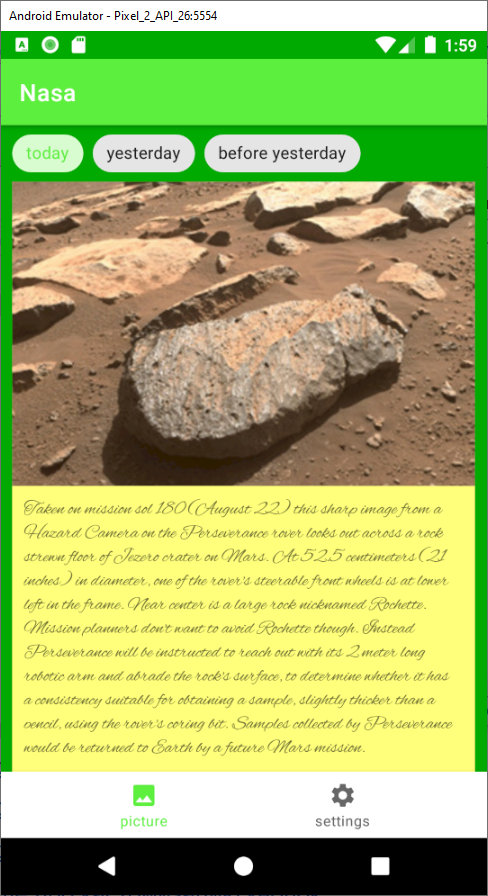 Android Emulator - Pixel_2_API_26:5554
1:59
Nasa
today yesterday before yesterday
Taken on mission sol 180 (August 22) this sharp image from a
Hazard Camera on the Perseverance rover looks out across a rock
strewn floor of Jezero crater on Mars. At 52.5 centimeters (21
inches) in diameter, one of the rover's steerable front wheels is at lower
left in the frame. Near center is a large rock nicknamed Rochette.
Mission planners don't want to avoid Rochette though. Instead
Perseverance will be instructed to reach out with its 2 meter long
robotic arm and abrade the rock's surface, to determine whether it has
a consistency suitable for obtaining a sample, slightly thicker than a
pencil, using the rover's coring bit. Samples collected by Perseverance
would be returned to Earth by a future Mars mission.
picture settings